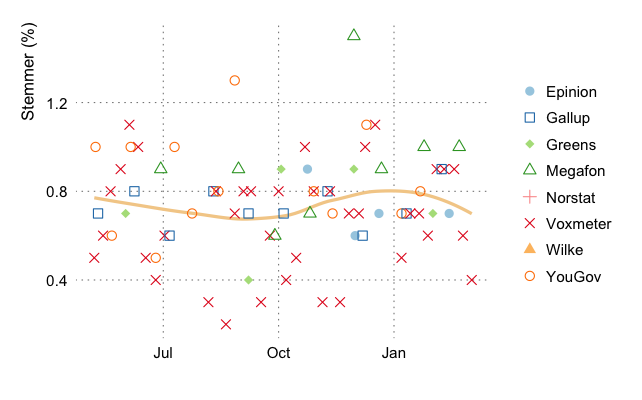 Stemmer (%)
1.2
0.8
0.4
Jul
Oct
Jan
Epinion
Gallup
Greens
Megafon
Norstat
Voxmeter
Wilke
YouGov